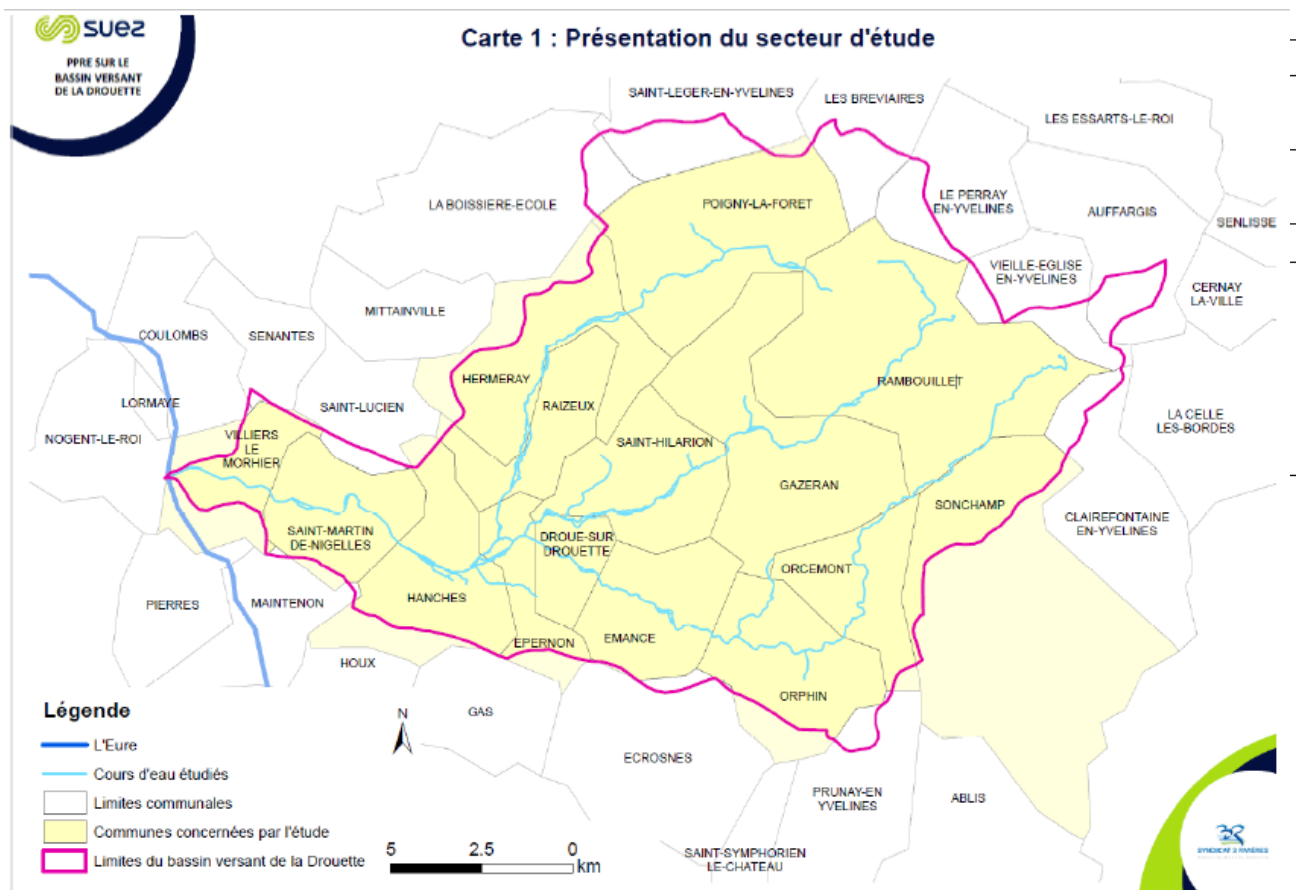 suez
PPRE SUR LE
BASSIN VERSANT
DE LA DROUETTE
Carte 1 : Présentation du secteur d'étude
SAINT-LEGER-EN-YVELINES
LES BREVIAIRES
LES ESSARTS-LE-ROI
LA BOISSIERE-ECOLE
POIGNY-LA-FORET
LE PERRAY
EN-YVELINES
AUFFARGIS
SENLISSE
VIEILLE-EGLISE
EN-YVELINES
CERNAY
LA-VILLE
MITTAINVILLE
COULOMBS
SENANTES
HERMERAY
RAMBOUILLET
RAIZEUX
LORMAYE
SAINT-LUCIEN
NOGENT-LE-ROI
VILLIERS
LE
MORHIER
SAINT-HILARION
LA CELLE
LES-BORDES
GAZERAN
SONCHAMP
CLAIREFONTAINE
EN-YVELINES
SAINT-MARTIN
DE-NIGELLES
DROUE-SUR
DROUETTE
ORCEMONT
PIERRES
MAINTENON
HANCHES
EPERNON
EMANCE
HOUX
ORPHIN
GAS
ECROSNES
PRUNAY-EN
YVELINES
ABLIS
SAINT-SYMPHORIEN
LE-CHATEAU
Légende
L'Eure
Cours d'eau étudiés
Limites communales
Communes concernées par l'étude
Limites du bassin versant de la Drouette
N
5 2.5 0
km
SYNDICAT 3 RIVIÈRES